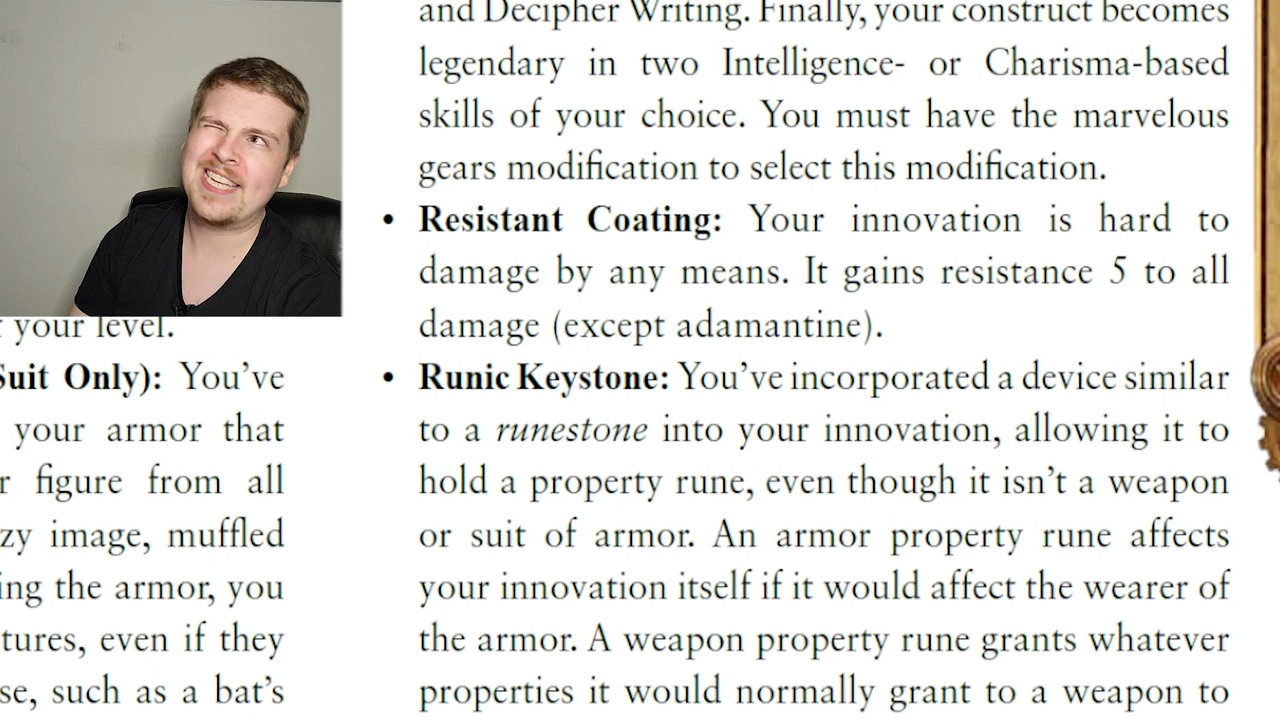 your level.
Suit Only): You've
your armor that
figure from all
image, muffled
the armor, you
even if they
such as a bat's
and Decipher Writing. Finally, your construct becomes
legendary in two Intelligence- or Charisma-based
skills of your choice. You must have the marvelous
gears modification to select this modification.
• Resistant Coating: Your innovation is hard to
damage by any means. It gains resistance 5 to all
damage (except adamantine).
• Runic Keystone: You've incorporated a device similar
to a runestone into your innovation, allowing it to
hold a property rune, even though it isn't a weapon
or suit of armor. An armor property rune affects
your innovation itself if it would affect the wearer of
the armor. A weapon property rune grants whatever
properties it would normally grant to a weapon to